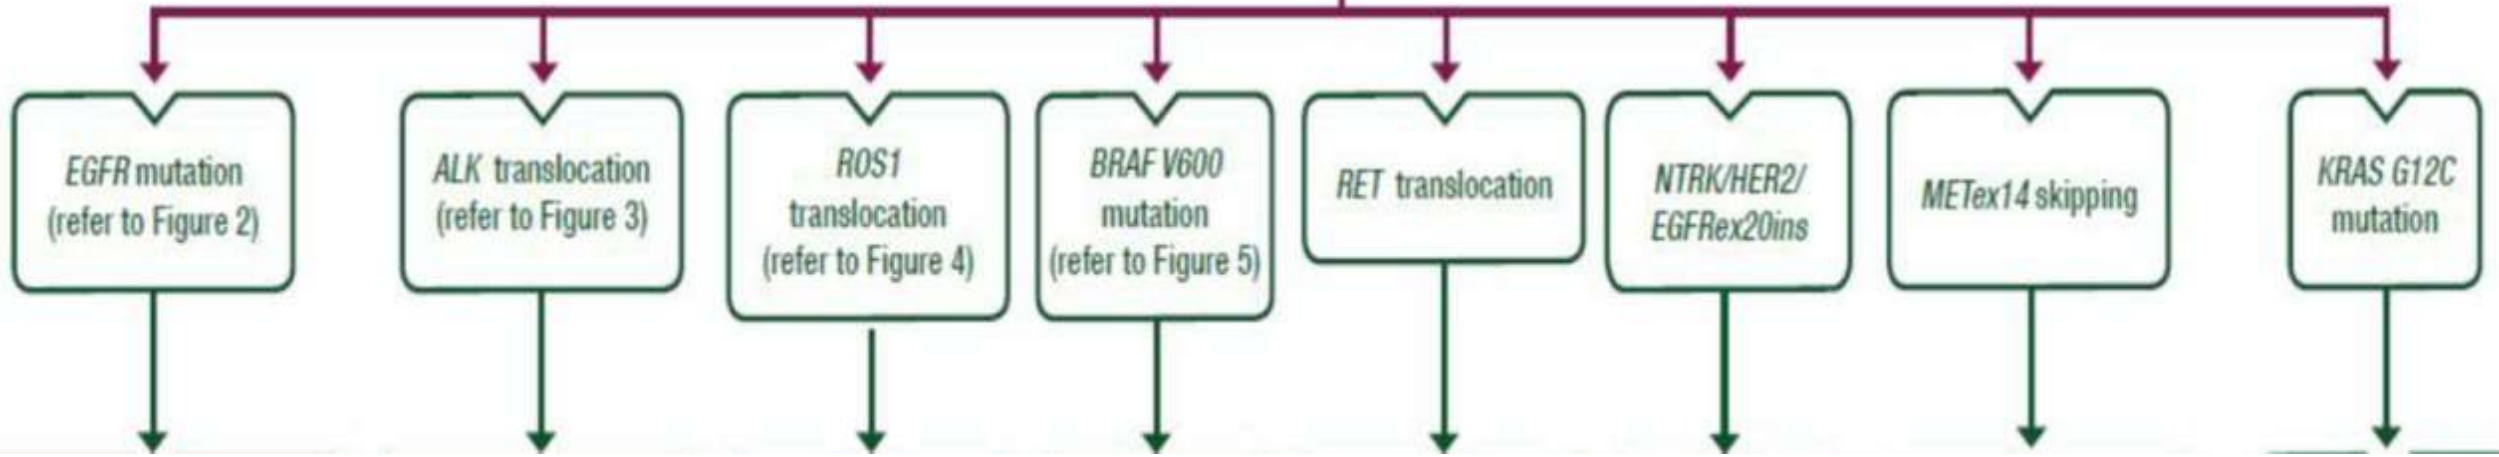 EGFR mutation
(refer to Figure 2)
ALK translocation
(refer to Figure 3)
ROS1
translocation
(refer to Figure 4)
BRAF V600
mutation
(refer to Figure 5)
RET translocation
NTRK/HER2/
EGFRex20ins
METex14 skipping
KRAS G12C
mutation